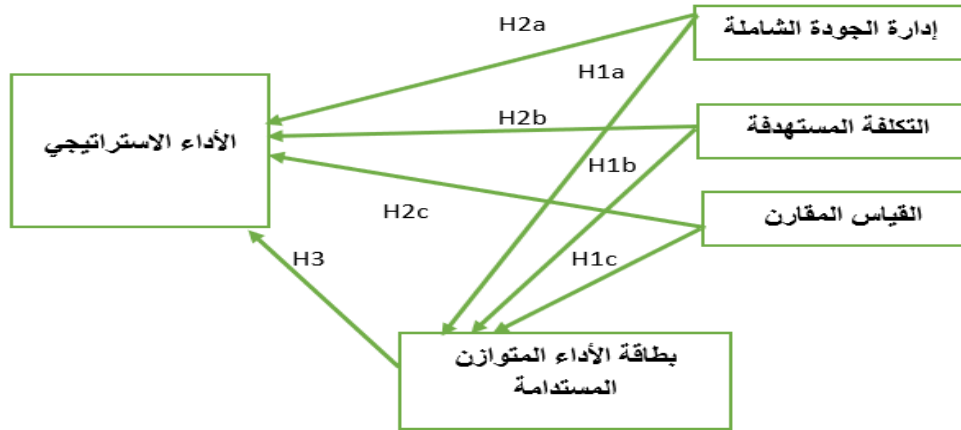 إدارة الجودة الشاملة
H2a
H1a
التكلفة المستهدفة
H2b
الأداء الاستراتيجي
H1b
القياس المقارن
H2c
H1c
H3
بطاقة الأداء المتوازن
المستدامة